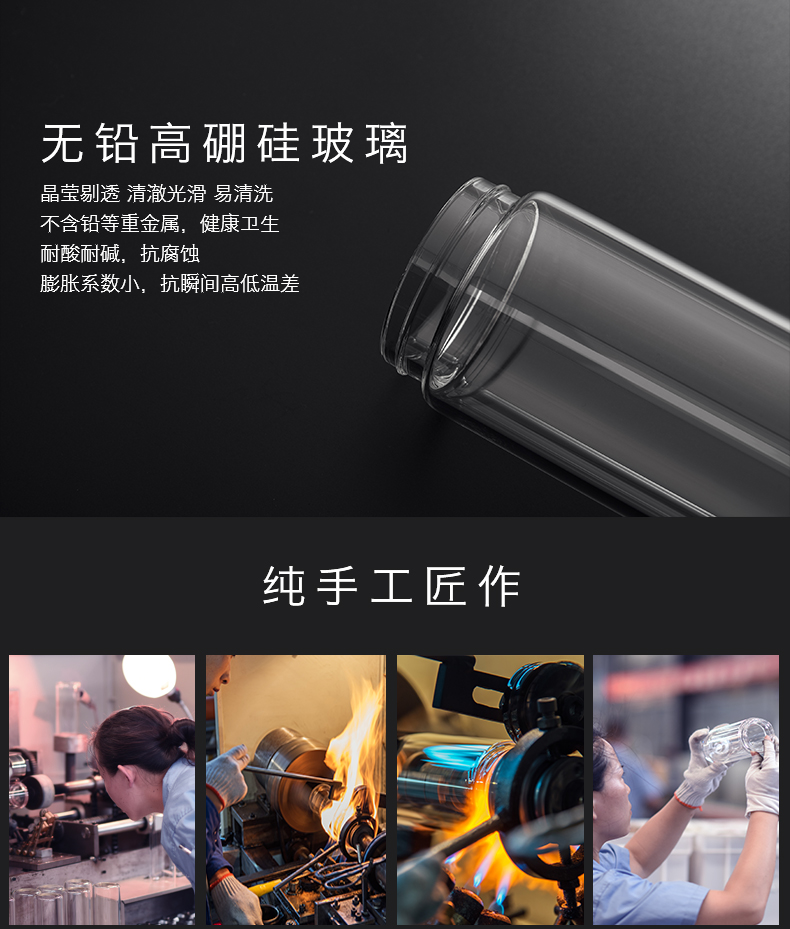 无铅高硼硅玻璃
晶莹剔透 清澈光滑 易清洗
不含铅等重金属，健康卫生
耐酸耐碱，抗腐蚀
膨胀系数小，抗瞬间高低温差
纯手工匠作